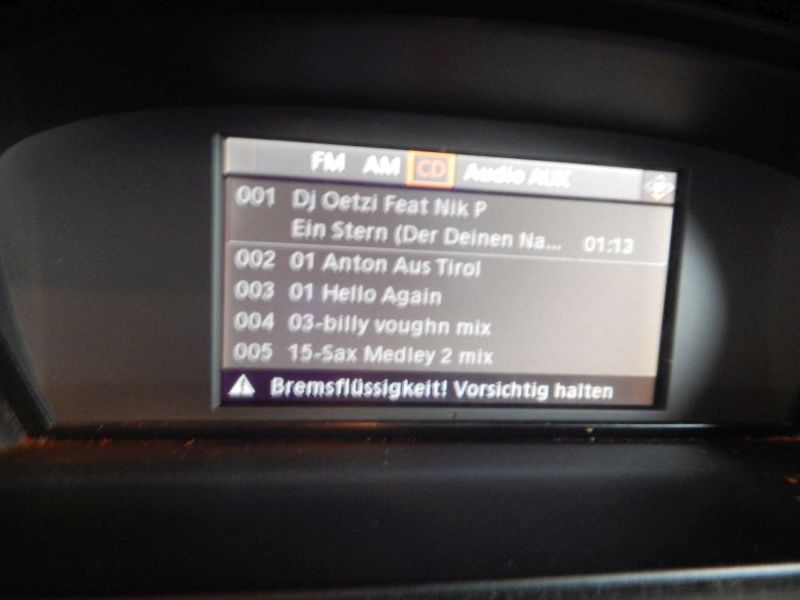 FM AM CD Audio AUX
001 Dj Oetzi Feat Nik P
Ein Stern (Der Deinen Na... 01:13
002 01 Anton Aus Tirol
003 01 Hello Again
004 03-billy voughn mix
005 15-Sax Medley 2 mix
Bremsflüssigkeit! Vorsichtig halten